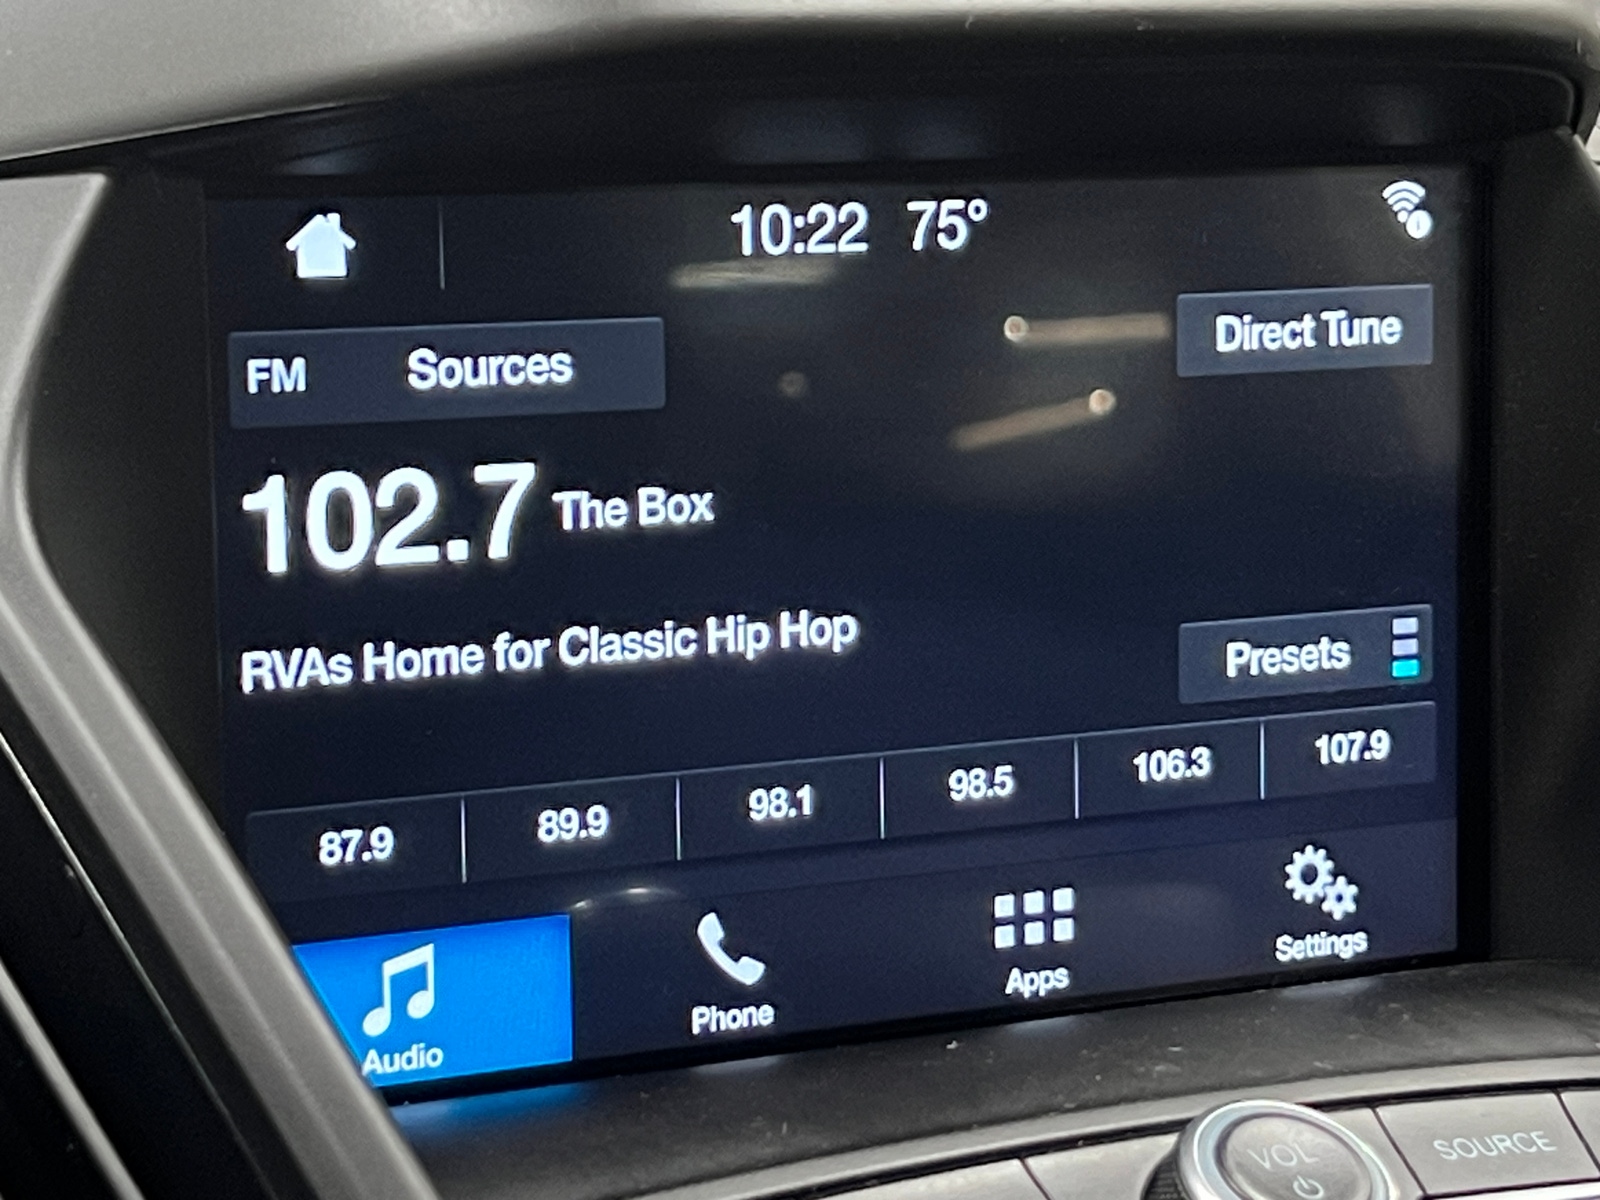 10:22 75°
FM Sources
Direct Tune
102.7 The Box
RVAs Home for Classic Hip Hop
Presets
87.9 89.9 98.1 98.5 106.3 107.9
Audio Phone Apps Settings
VOL SOURCE